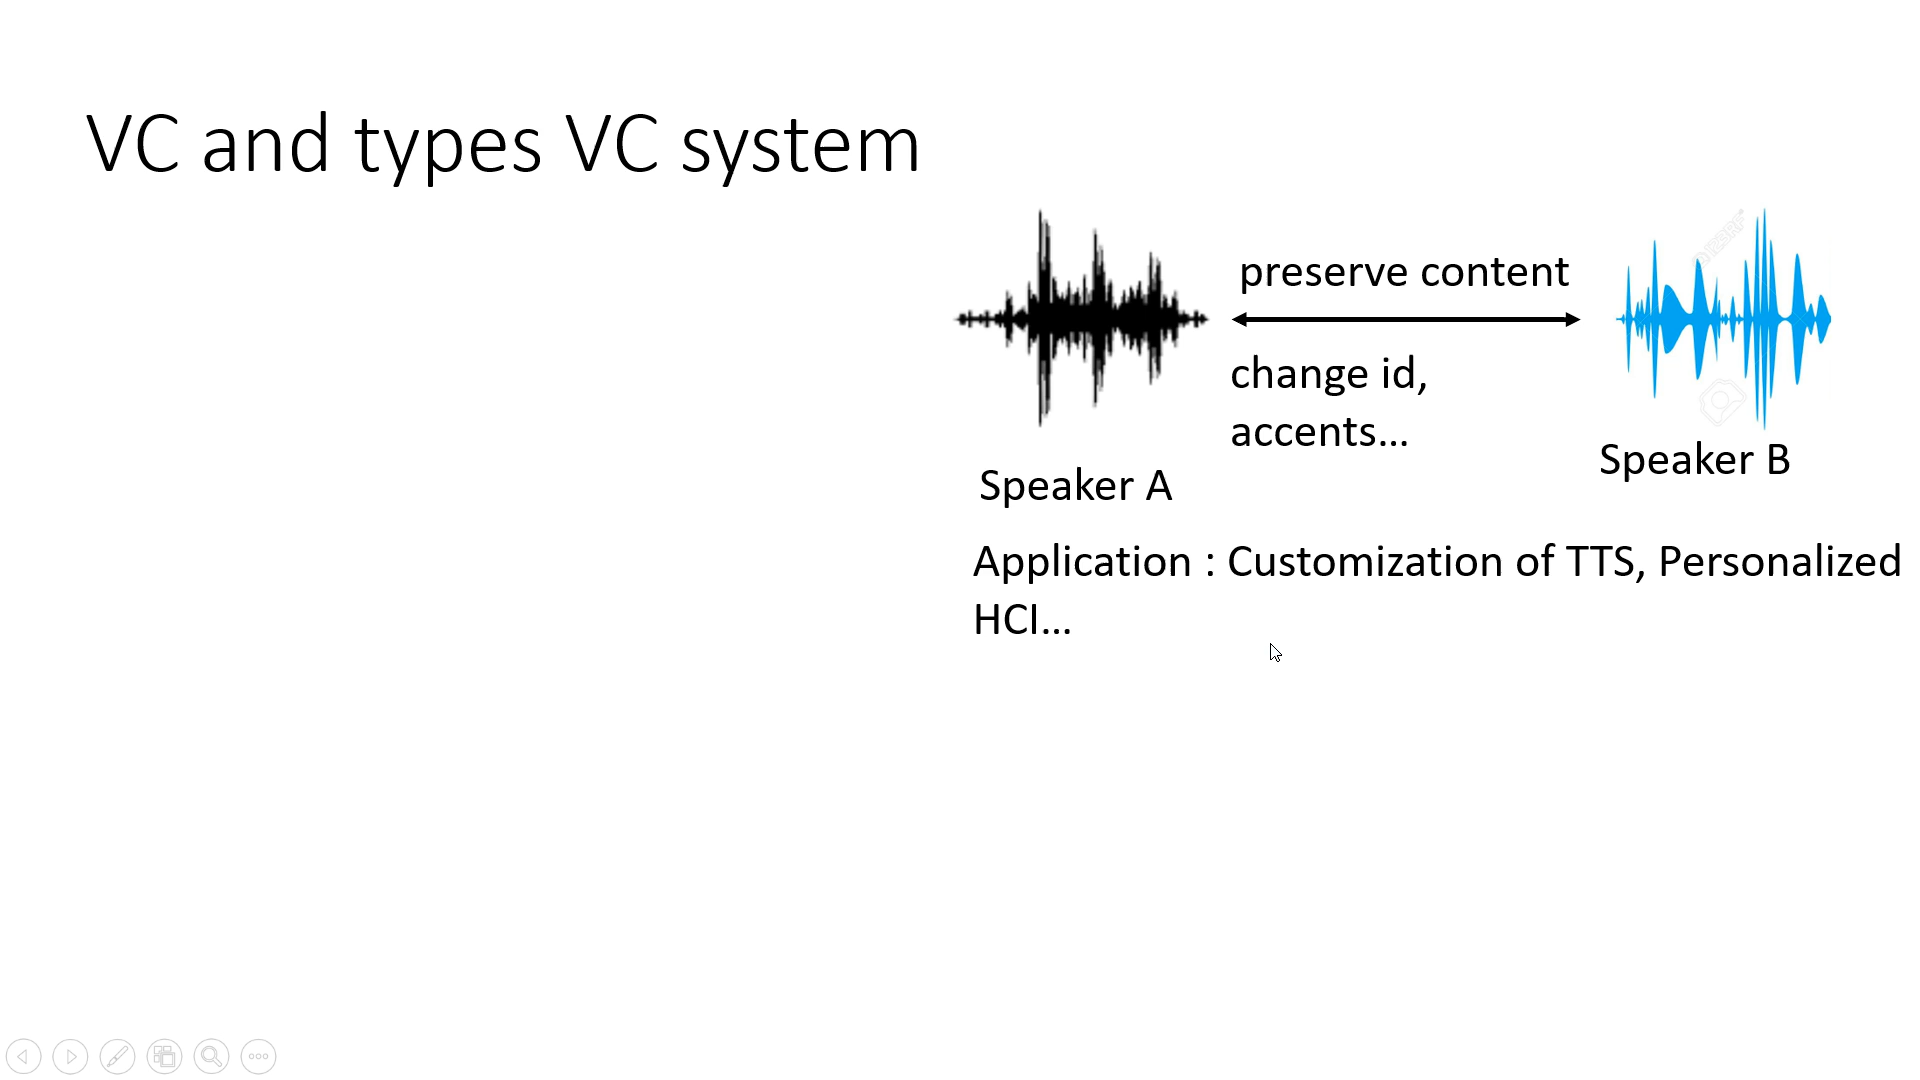 VC and types VC system
preserve content
change id,
accents...
Speaker A
Speaker B
Application : Customization of TTS, Personalized
HCI...